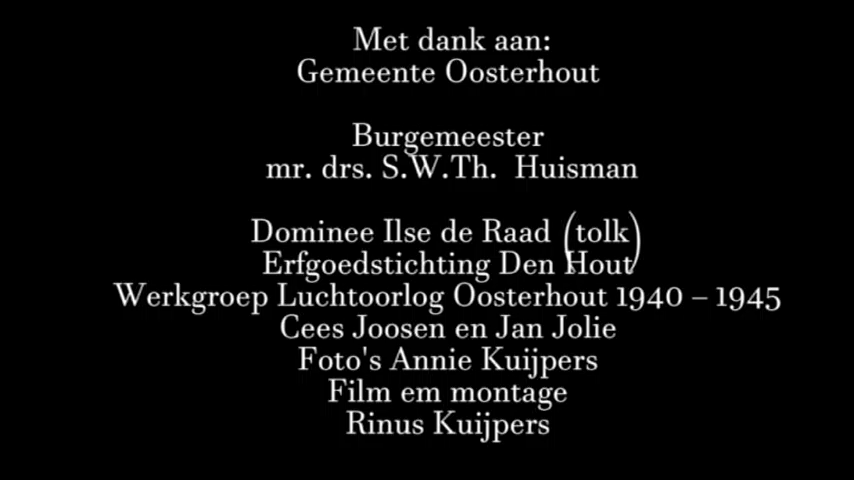 Met dank aan:
Gemeente Oosterhout
Burgemeester
mr. drs. S.W.Th. Huisman
Dominee Ilse de Raad (tolk)
Erfgoedstichting Den Hout
Werkgroep Luchtoorlog Oosterhout 1940 – 1945
Cees Joosen en Jan Jolie
Foto's Annie Kuijpers
Film em montage
Rinus Kuijpers